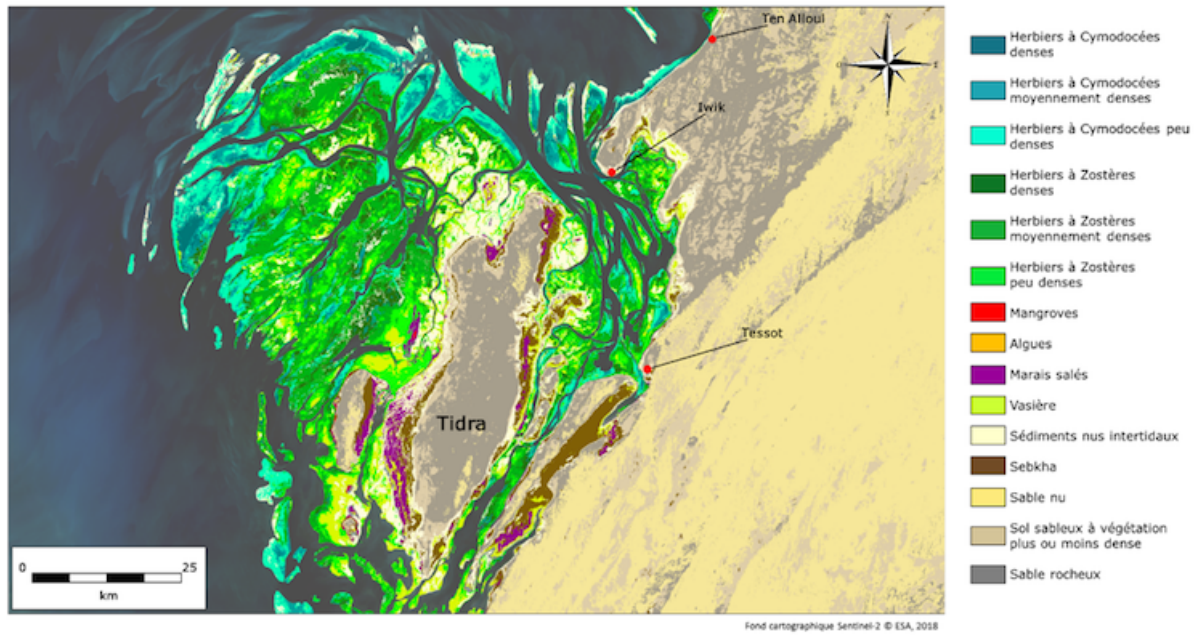 Ten Alloul
Iwik
Tessot
Tidra
N
E
0 25
km
Herbiers à Cymodocées
denses
Herbiers à Cymodocées
moyennement denses
Herbiers à Cymodocées peu
denses
Herbiers à Zostères
denses
Herbiers à Zostères
moyennement denses
Herbiers à Zostères
peu denses
Mangroves
Algues
Marais salés
Vasière
Sédiments nus intertidaux
Sebkha
Sable nu
Sol sableux à végétation
plus ou moins dense
Sable rocheux
Fond cartographique Sentinel-2 © ESA, 2018